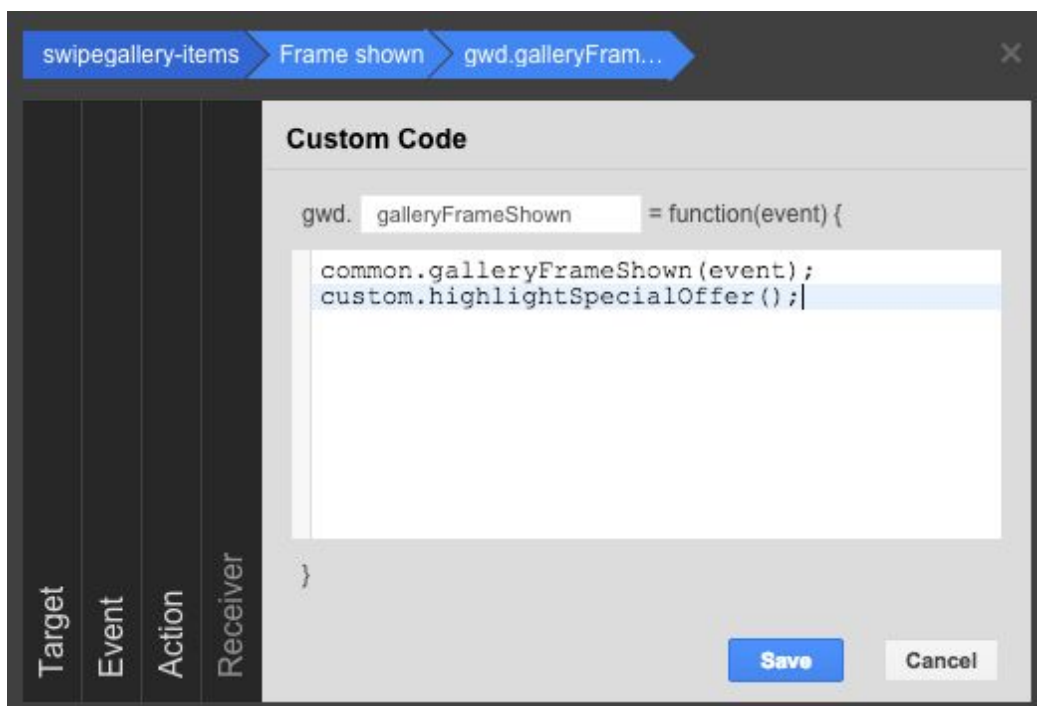 swipegallery-items Frame shown gwd.galleryFram...
Custom Code
gwd. galleryFrameShown = function(event) {
common.galleryFrameShown(event);
custom.highlightSpecialOffer();
}
Target
Event
Action
Receiver
Save Cancel